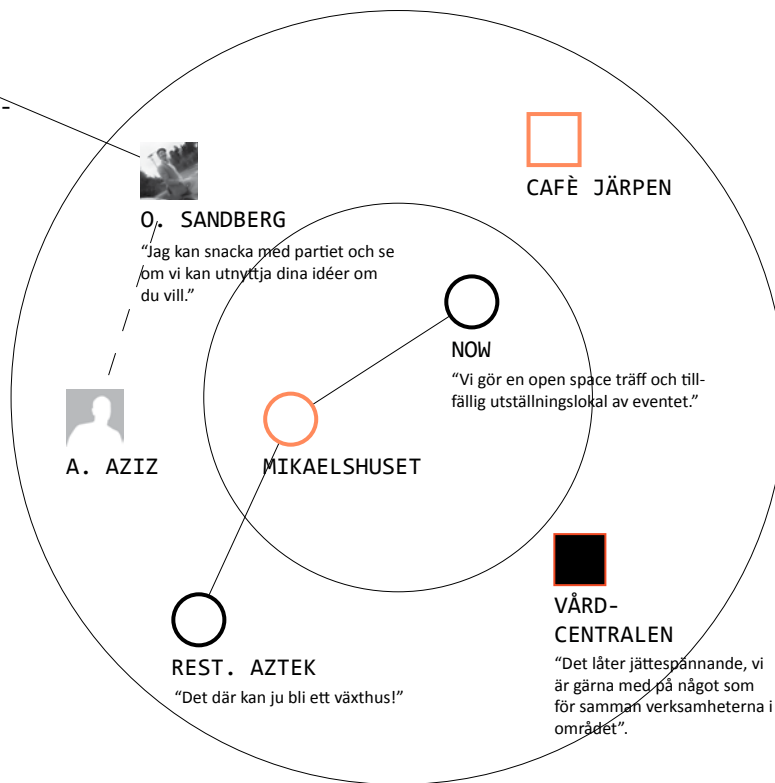 -
O. SANDBERG
“Jag kan snacka med partiet och se
om vi kan utnyttja dina idéer om
du vill.”
CAFÈ JÄRPEN
NOW
“Vi gör en open space träff och till-
fällig utställningslokal av eventet.”
A. AZIZ
MIKAELSHUSET
VÅRD-
CENTRALEN
“Det låter jättespännande, vi
är gärna med på något som
för samman verksamheterna i
området”.
REST. AZTEK
“Det där kan ju bli ett växthus!”